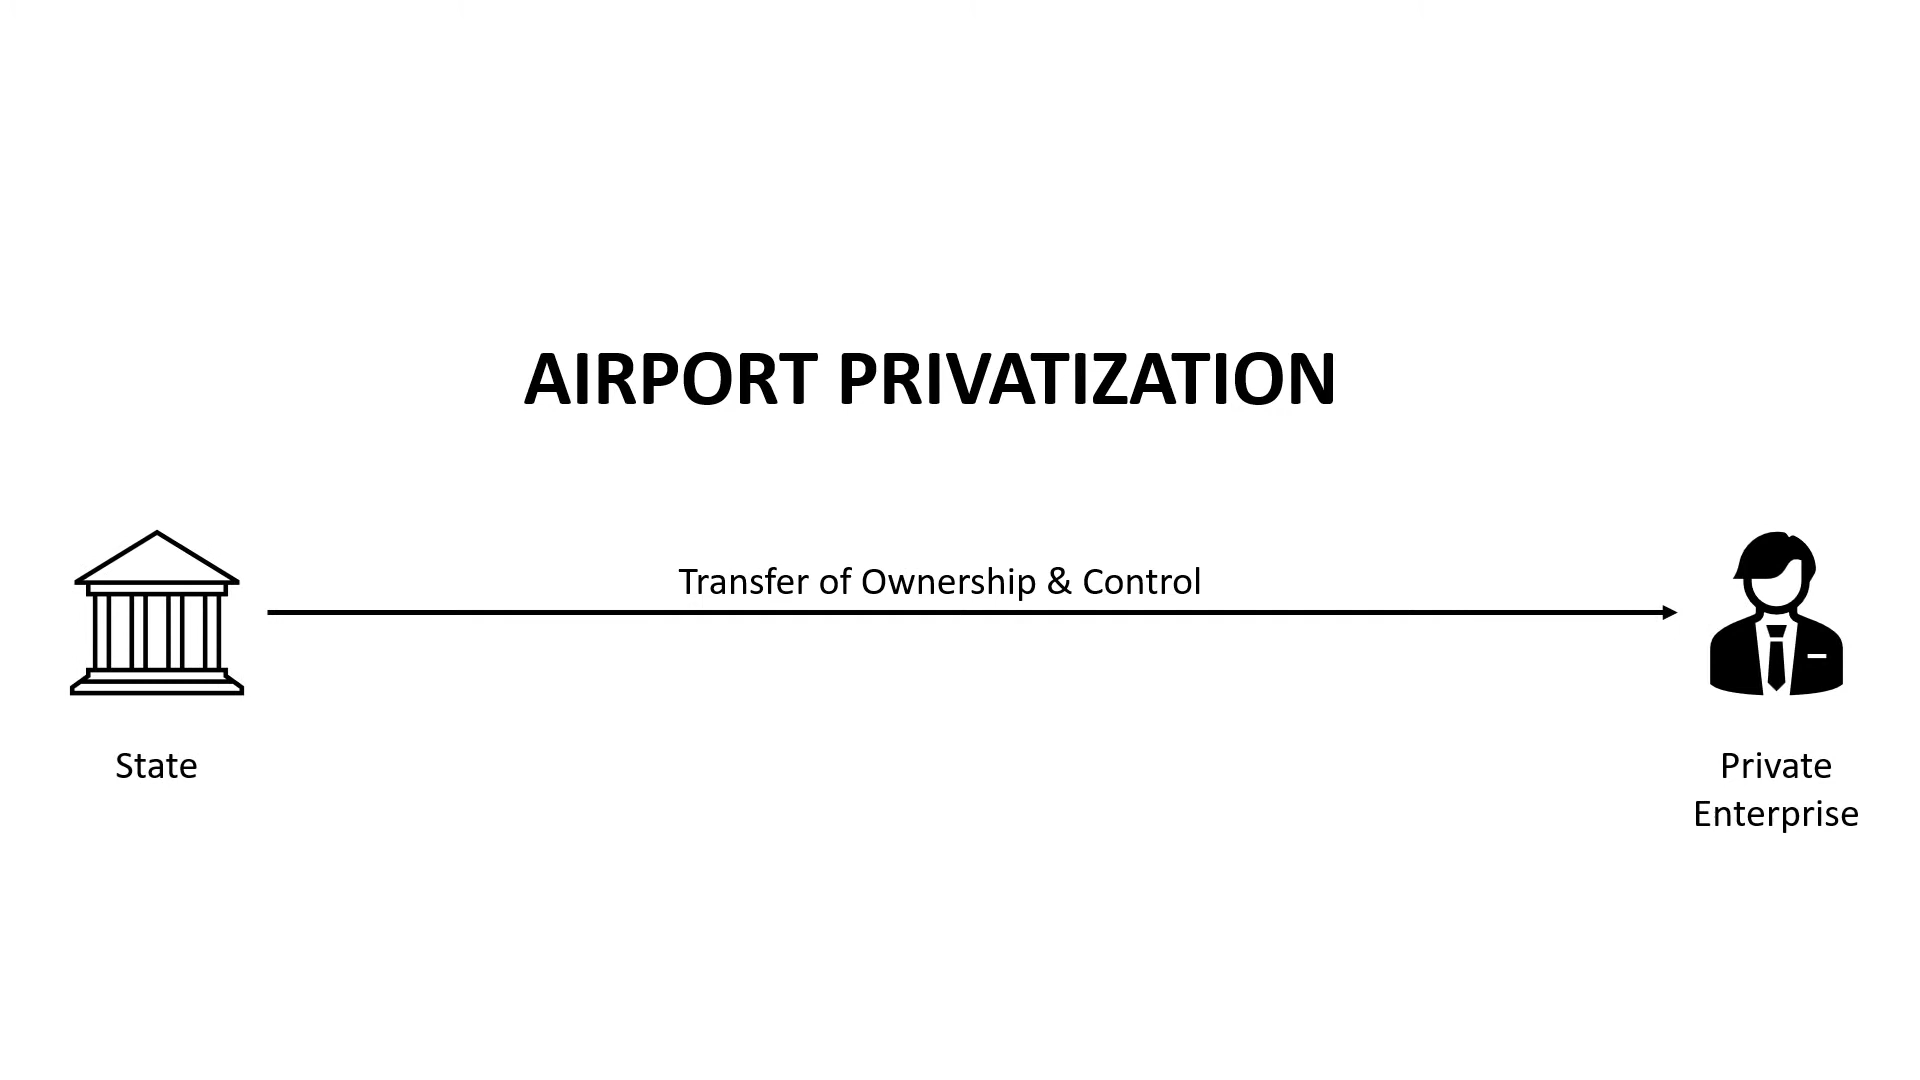 AIRPORT PRIVATIZATION
Transfer of Ownership & Control
State
Private
Enterprise